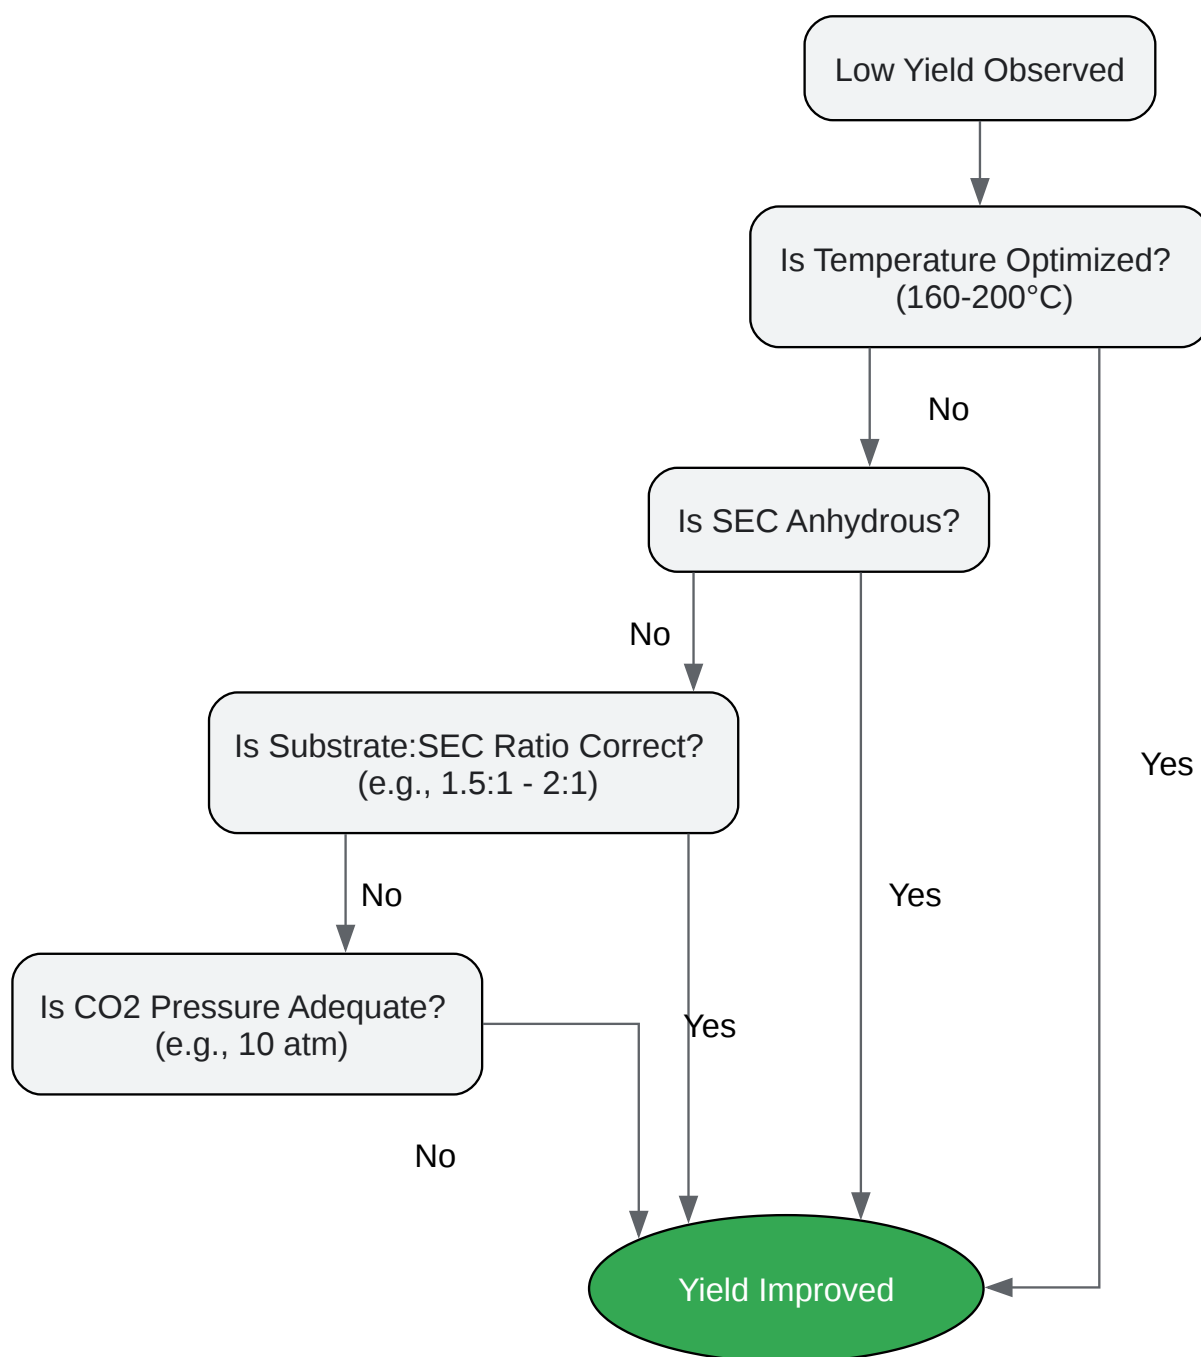 Low Yield Observed
Is Temperature Optimized?
(160-200°C)
No
Is SEC Anhydrous?
No
Is Substrate:SEC Ratio Correct?
(e.g., 1.5:1 - 2:1)
Yes
No
Yes
Is CO2 Pressure Adequate?
(e.g., 10 atm)
Yes
No
Yield Improved